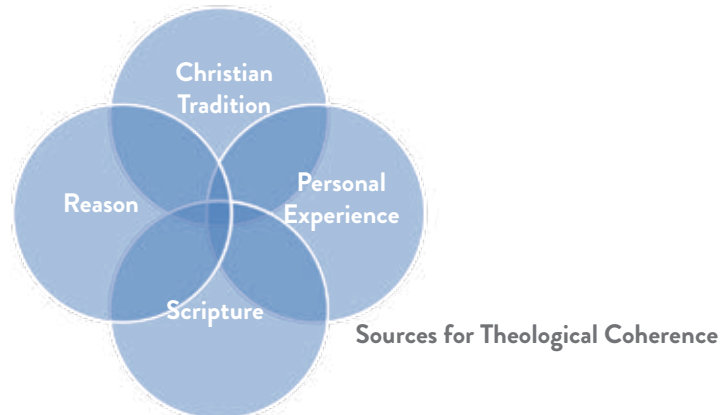 Christian
Tradition
Reason
Personal
Experience
Scripture
Sources for Theological Coherence